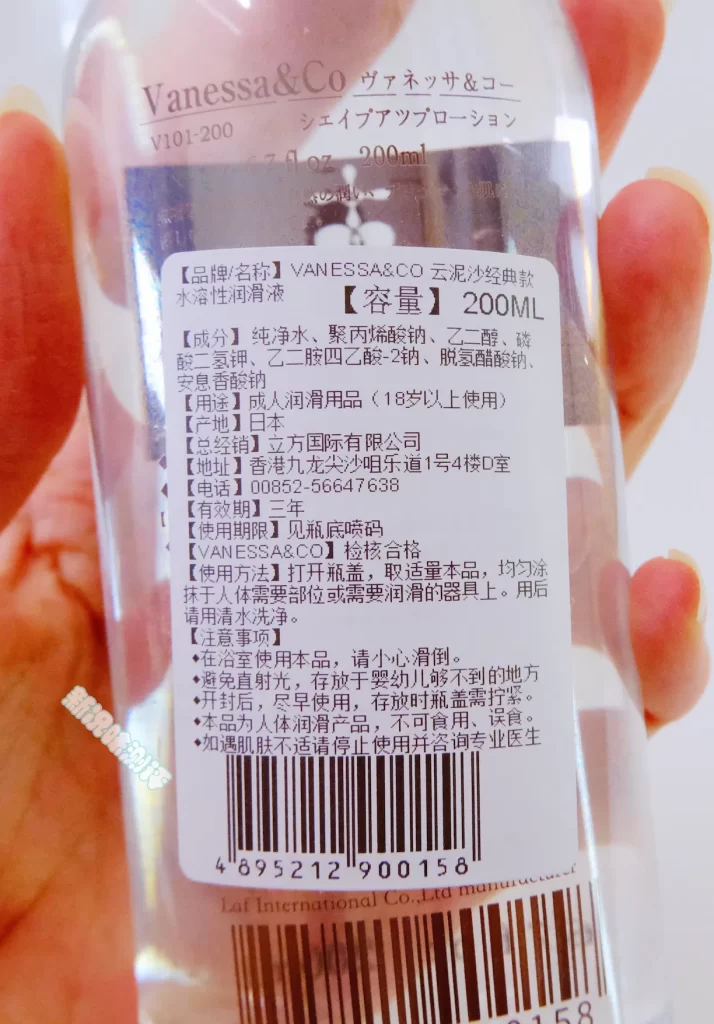 Vanessa&Co ヴァネッサ&コー
V101-200 シェイプアップローション
fl oz 200ml
の潤い、
【品牌/名称】VANESSA&CO 云泥沙经典款
水溶性润滑液 【容量】 200ML
【成分】纯净水、聚丙烯酸钠、乙二醇、磷
酸二氢钾、乙二胺四乙酸-2钠、脱氢醋酸钠、
安息香酸钠
【用途】成人润滑用品（18岁以上使用）
【产地】日本
【总经销】立方国际有限公司
【地址】香港九龙尖沙咀乐道1号4楼D室
【电话】00852-56647638
【有效期】三年
【使用期限】见瓶底喷码
【VANESSA&CO】检核合格
【使用方法】打开瓶盖，取适量本品，均匀涂
抹于人体需要部位或需要润滑的器具上。用后
请用清水洗净。
【注意事项】
◆在浴室使用本品，请小心滑倒。
◆避免直射光，存放于婴幼儿够不到的地方
◆开封后，尽早使用，存放时瓶盖需拧紧。
◆本品为人体润滑产品，不可食用、误食。
◆如遇肌肤不适请停止使用并咨询专业医生
4 895212 900158
Laf International Co.,Ltd manufacturer
0158